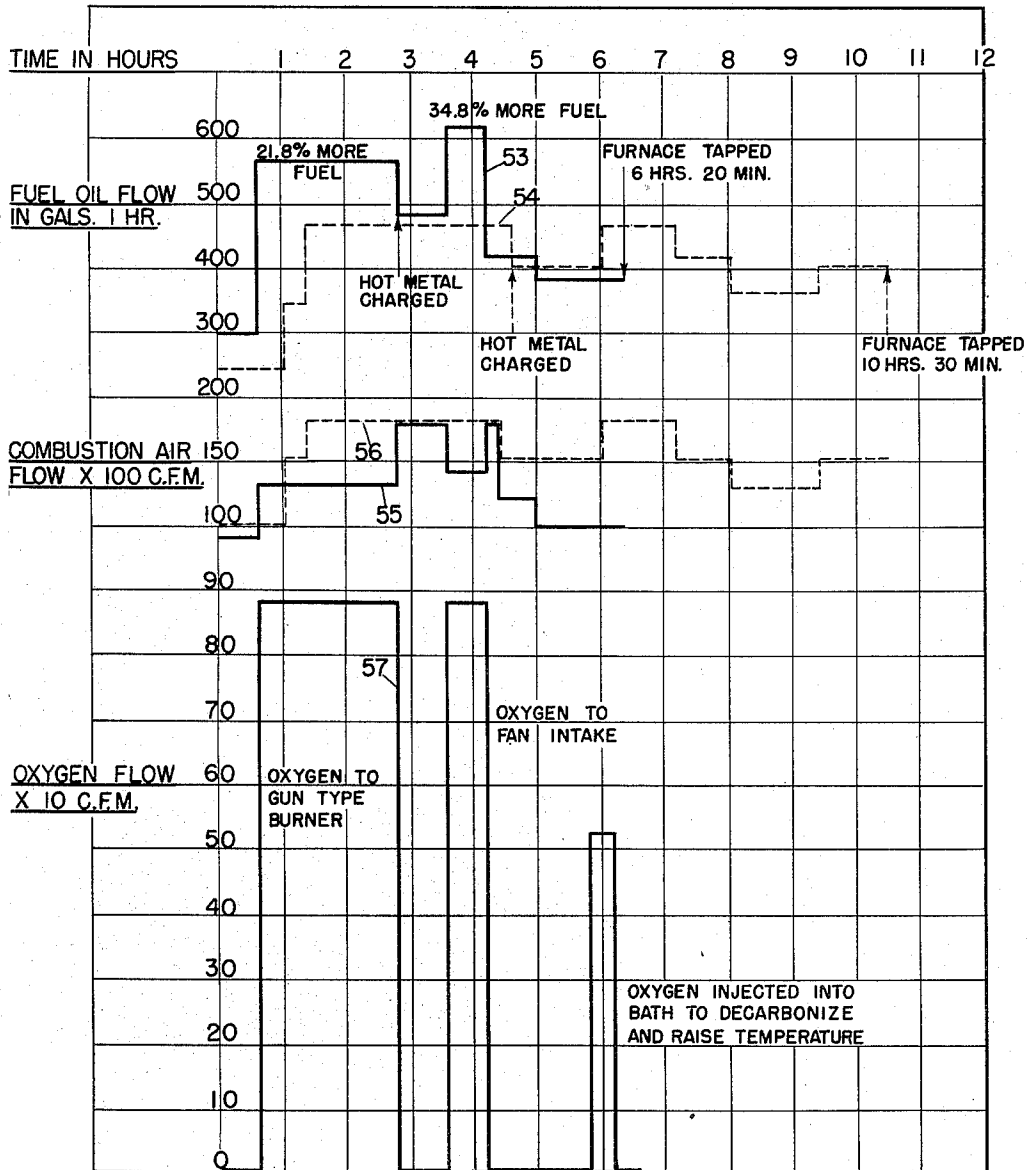 TIME IN HOURS 1 2 3 4 5 6 7 8 9 10 11 12
34.8% MORE FUEL
600
53
21.8% MORE
FUEL
FURNACE TAPPED
6 HRS. 20 MIN.
FUEL OIL FLOW
IN GALS. 1 HR.
500
54
400
HOT METAL
CHARGED
300
HOT METAL
CHARGED
FURNACE TAPPED
10 HRS. 30 MIN.
200
COMBUSTION AIR 150
FLOW X 100 C.F.M.
56
55
100
90
80
57
70
OXYGEN TO
FAN INTAKE
OXYGEN FLOW
X 10 C.F.M.
60
OXYGEN TO
GUN TYPE
BURNER
50
40
30
OXYGEN INJECTED INTO
BATH TO DECARBONIZE
AND RAISE TEMPERATURE
20
10
0